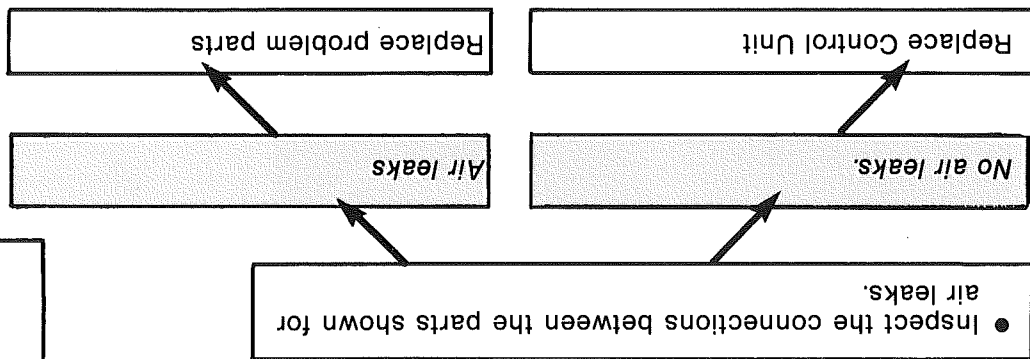 ● Inspect the connections between the parts shown for
air leaks.
No air leaks.
Air leaks
Replace Control Unit
Replace problem parts